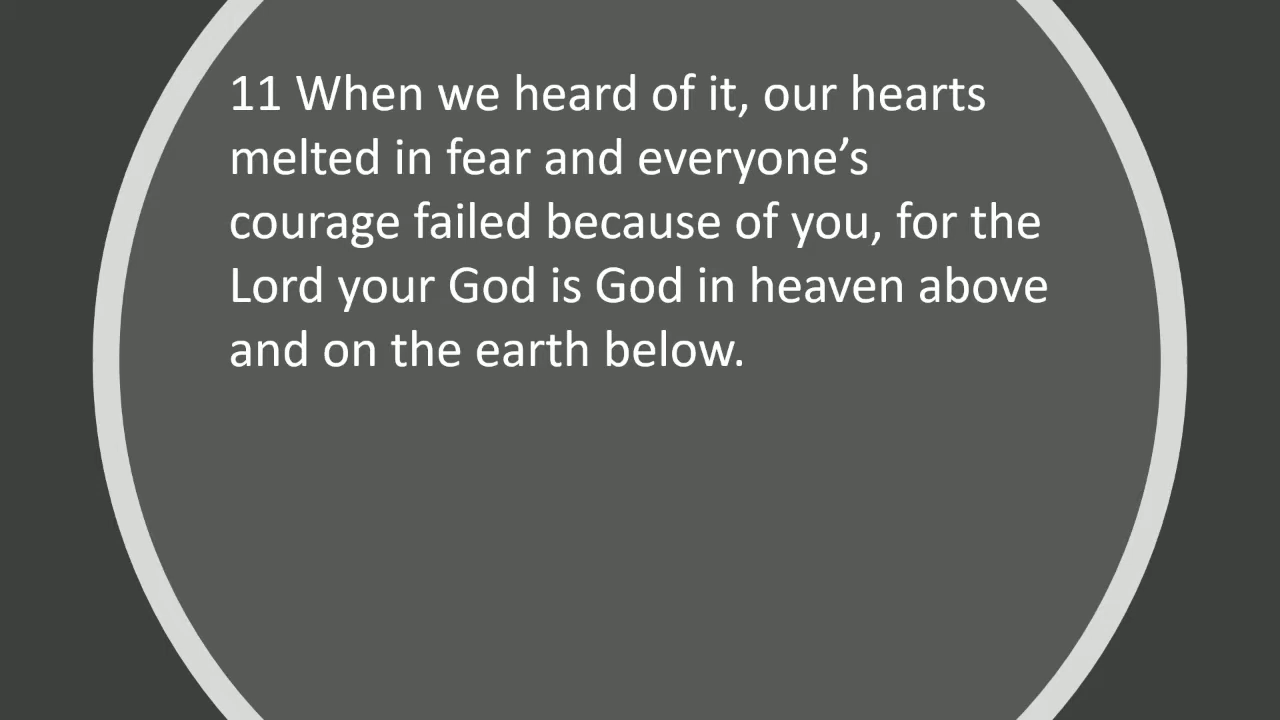 11 When we heard of it, our hearts
melted in fear and everyone’s
courage failed because of you, for the
Lord your God is God in heaven above
and on the earth below.